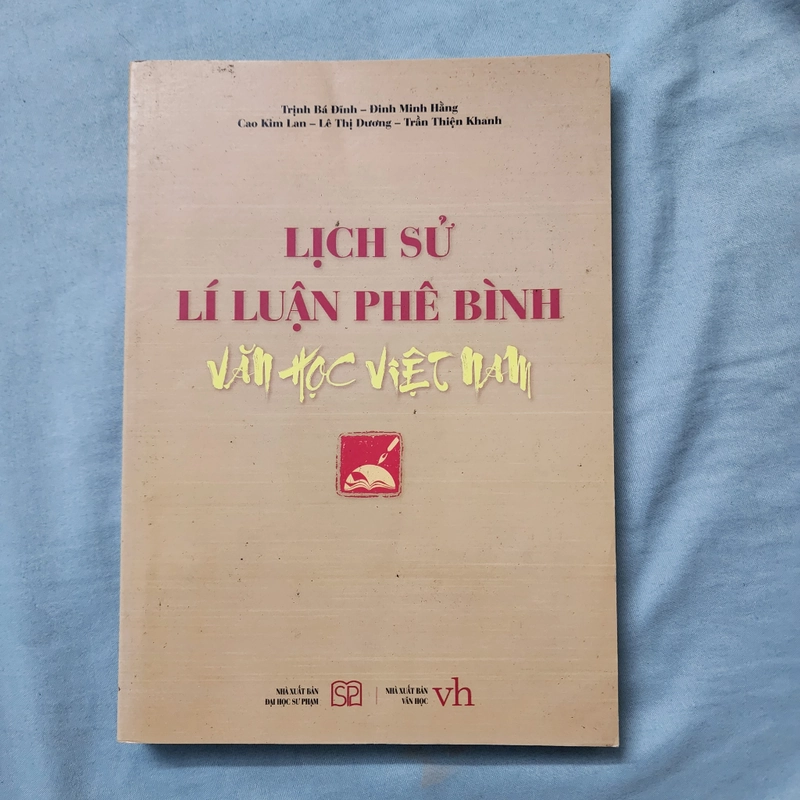 Trịnh Bá Đĩnh – Đinh Minh Hằng
Cao Kim Lan – Lê Thị Dương – Trần Thiện Khanh
LỊCH SỬ
LÍ LUẬN PHÊ BÌNH
VĂN HỌC VIỆT NAM
NHÀ XUẤT BẢN
ĐẠI HỌC SƯ PHẠM
SP
NHÀ XUẤT BẢN
VĂN HỌC
vh